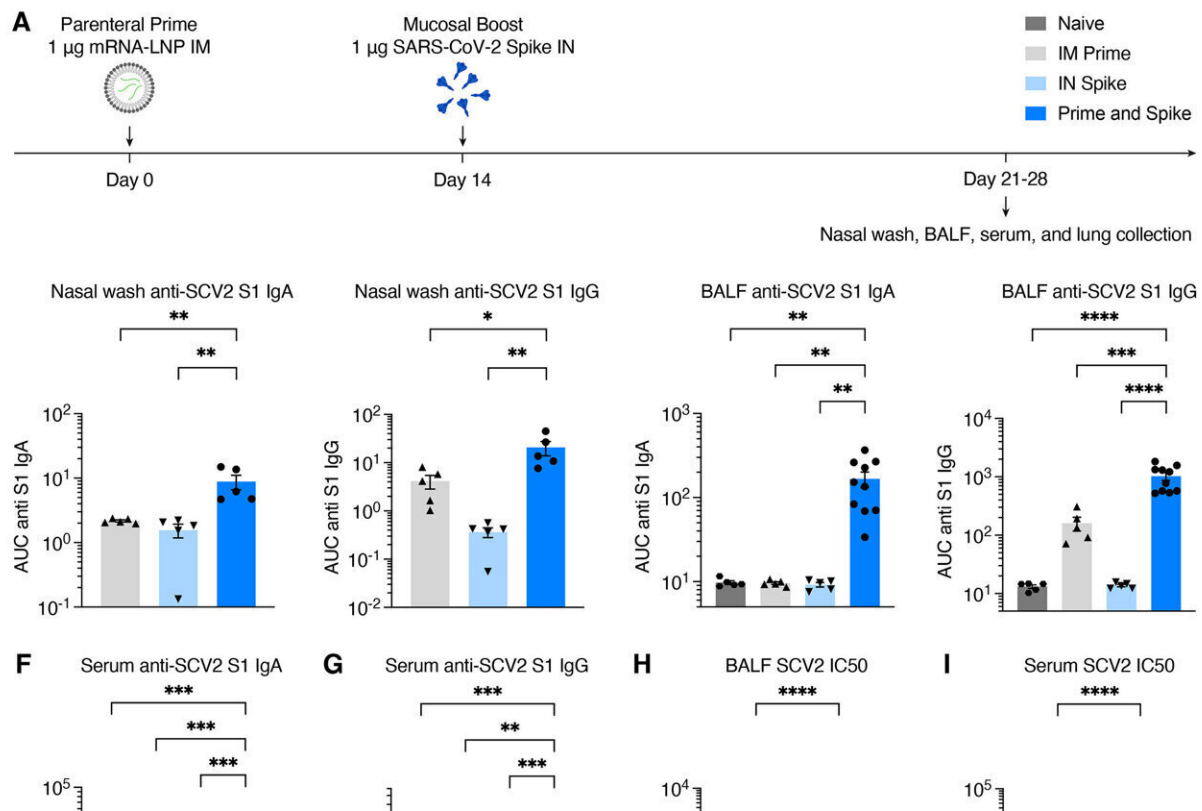 A
Parenteral Prime
1 µg mRNA-LNP IM
Mucosal Boost
1 µg SARS-CoV-2 Spike IN
Naive
IM Prime
IN Spike
Prime and Spike
Day 0
Day 14
Day 21-28
Nasal wash, BALF, serum, and lung collection
Nasal wash anti-SCV2 S1 IgA
**
**
AUC anti S1 IgA
10²
10¹
10⁰
10⁻¹
Nasal wash anti-SCV2 S1 IgG
*
**
AUC anti S1 IgG
10²
10¹
10⁰
10⁻¹
10⁻²
BALF anti-SCV2 S1 IgA
**
**
**
AUC anti S1 IgA
10³
10²
10¹
BALF anti-SCV2 S1 IgG
****
***
****
AUC anti S1 IgG
10⁴
10³
10²
10¹
F
Serum anti-SCV2 S1 IgA
***
***
***
10⁵
G
Serum anti-SCV2 S1 IgG
***
**
***
H
BALF SCV2 IC50
****
10⁴
I
Serum SCV2 IC50
****
10⁵